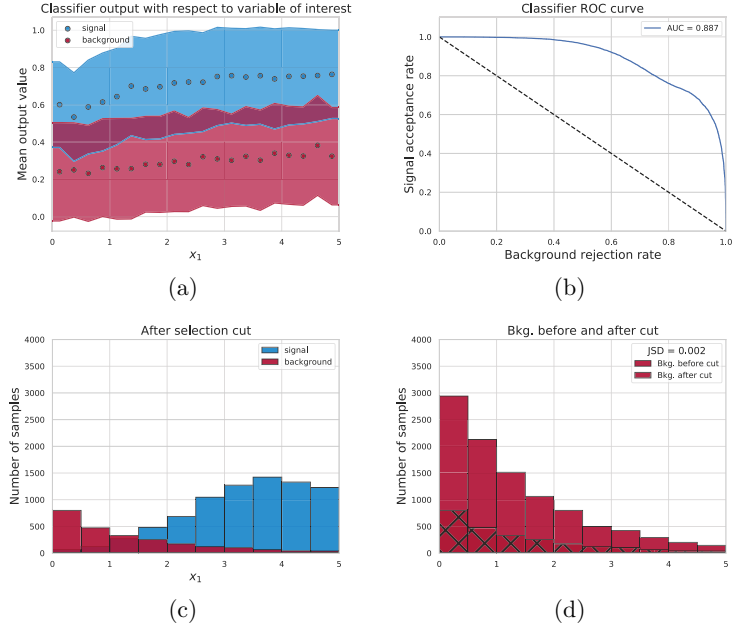 Classifier output with respect to variable of interest
signal
background
Mean output value
1.0
0.8
0.6
0.4
0.2
0.0
0 1 2 3 4 5
x1
(a)
Classifier ROC curve
AUC = 0.887
Signal acceptance rate
1.0
0.8
0.6
0.4
0.2
0.0
0.0 0.2 0.4 0.6 0.8 1.0
Background rejection rate
(b)
After selection cut
signal
background
Number of samples
4000
3500
3000
2500
2000
1500
1000
500
0
0 1 2 3 4 5
x1
(c)
Bkg. before and after cut
JSD = 0.002
Bkg. before cut
Bkg. after cut
Number of samples
4000
3500
3000
2500
2000
1500
1000
500
0
0 1 2 3 4 5
(d)